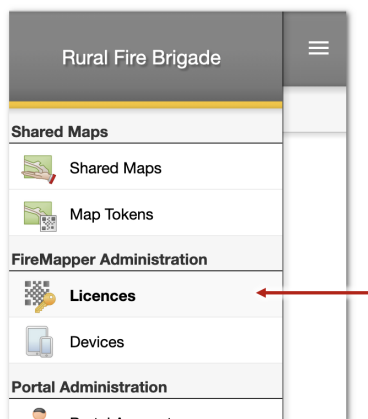 Rural Fire Brigade
Shared Maps
Shared Maps
Map Tokens
FireMapper Administration
Licences
Devices
Portal Administration